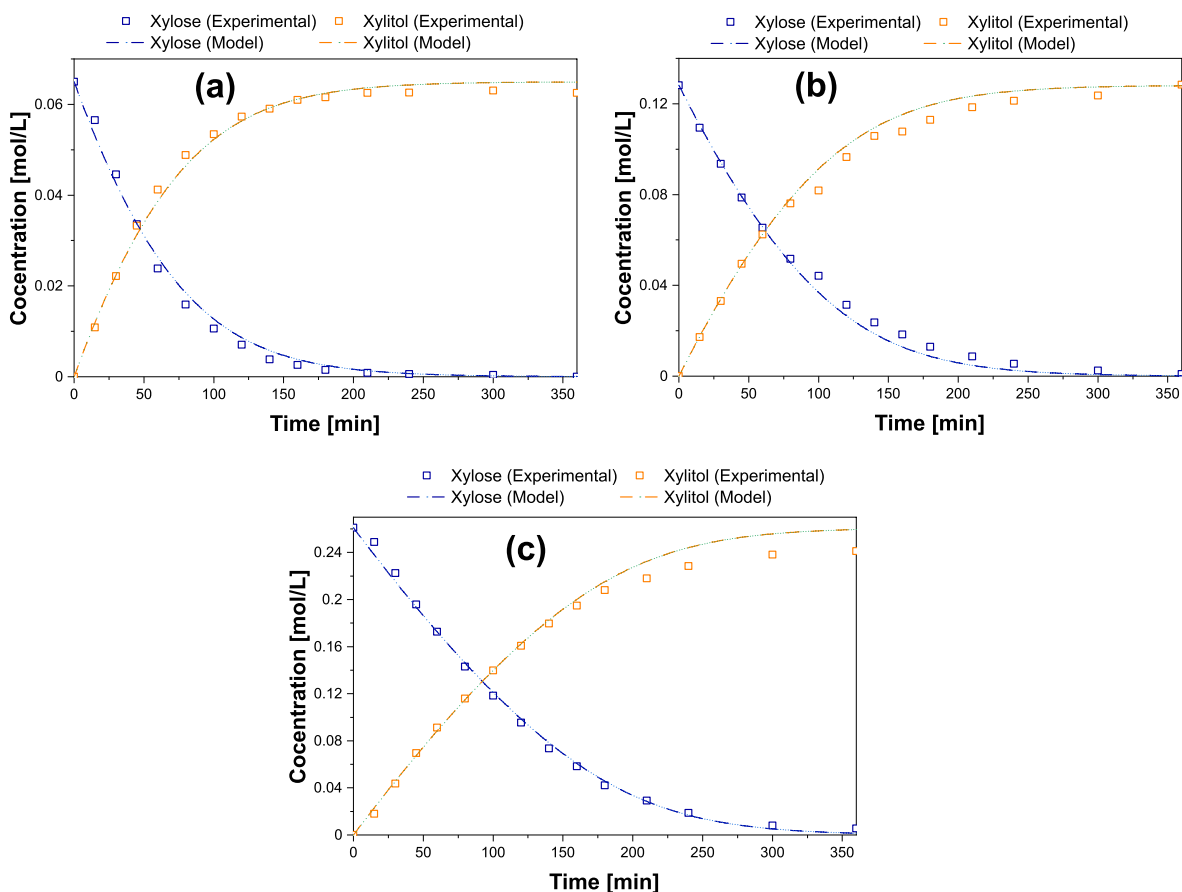 Xylose (Experimental) Xylitol (Experimental)
Xylose (Model) Xylitol (Model)
(a)
Cocentration [mol/L]
0.06
0.04
0.02
0
0 50 100 150 200 250 300 350
Time [min]
Xylose (Experimental) Xylitol (Experimental)
Xylose (Model) Xylitol (Model)
(b)
Cocentration [mol/L]
0.12
0.08
0.04
0
0 50 100 150 200 250 300 350
Time [min]
Xylose (Experimental) Xylitol (Experimental)
Xylose (Model) Xylitol (Model)
(c)
Cocentration [mol/L]
0.24
0.2
0.16
0.12
0.08
0.04
0
0 50 100 150 200 250 300 350
Time [min]